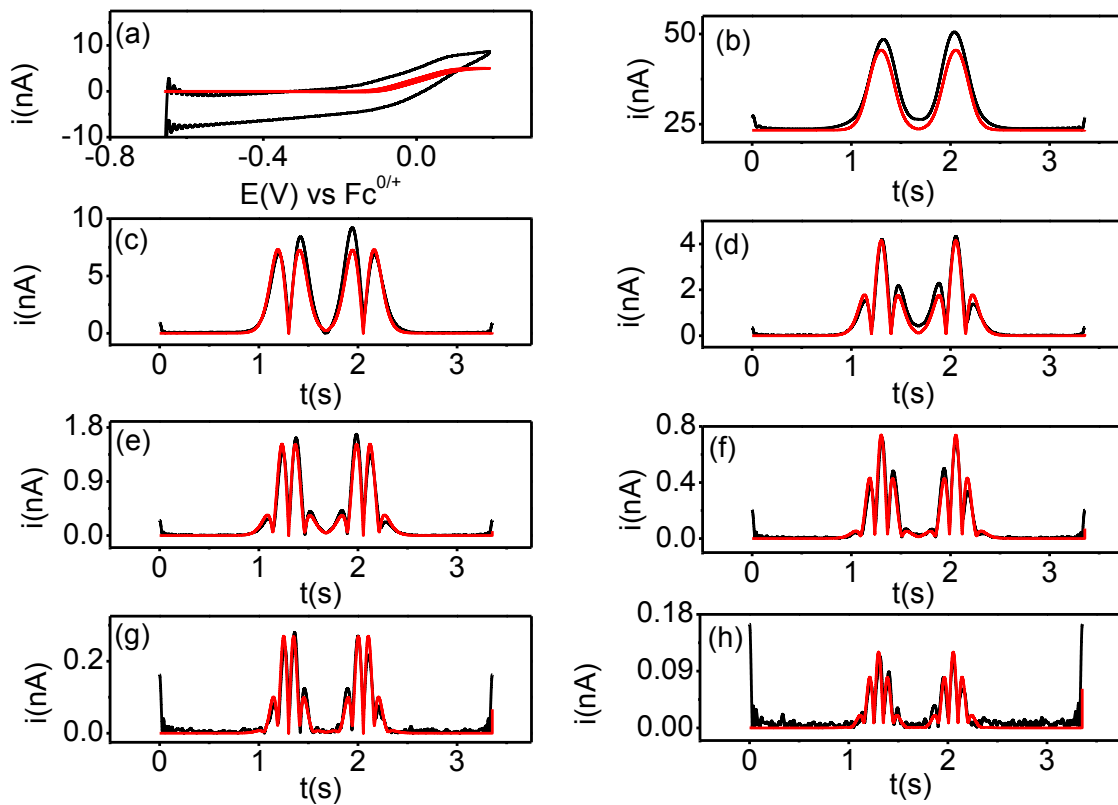 (a)
i(nA)
10
0
-10
-0.8
-0.4
0.0
E(V) vs Fc0/+
(b)
i(nA)
50
25
0
1
2
3
t(s)
(c)
i(nA)
10
5
0
0
1
2
3
t(s)
(d)
i(nA)
4
2
0
0
1
2
3
t(s)
(e)
i(nA)
1.8
0.9
0.0
0
1
2
3
t(s)
(f)
i(nA)
0.8
0.4
0.0
0
1
2
3
t(s)
(g)
i(nA)
0.2
0.0
0
1
2
3
t(s)
(h)
i(nA)
0.18
0.09
0.00
0
1
2
3
t(s)